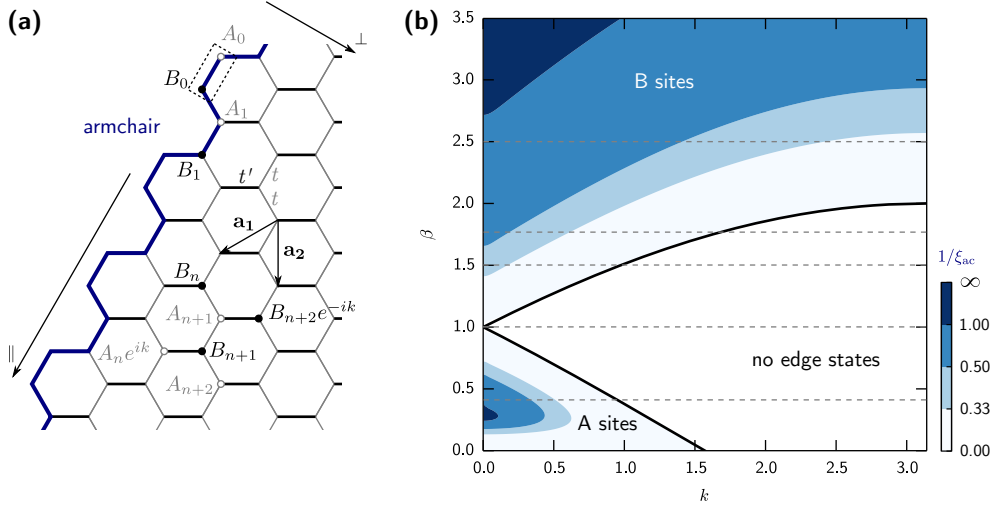 (a)
⊥
A₀
B₀
A₁
armchair
B₁
t′
t
t
a₁
a₂
Bₙ
Aₙ₊₁
Bₙ₊₂e⁻ⁱᵏ
Aₙeⁱᵏ
Bₙ₊₁
Aₙ₊₂
∥
(b)
3.5
3.0
2.5
2.0
1.5
1.0
0.5
0.0
β
B sites
no edge states
A sites
0.0 0.5 1.0 1.5 2.0 2.5 3.0
k
1/ξac
∞
1.00
0.50
0.33
0.00